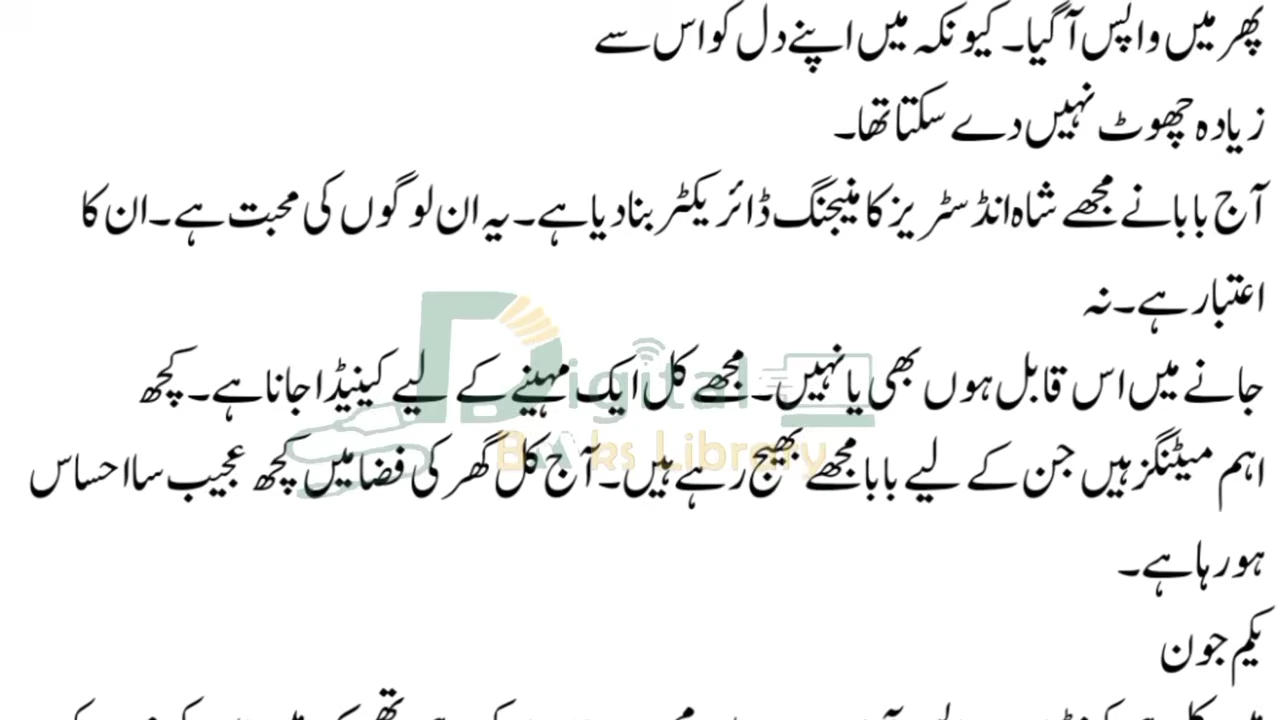 پھر میں واپس آگیا۔ کیونکہ میں اپنے دل کو اس سے
زیادہ چھوٹ نہیں دے سکتا تھا۔
آج بابا نے مجھے شاہ انڈسٹریز کا منیجنگ ڈائریکٹر بنا دیا ہے۔ یہ ان لوگوں کی محبت ہے۔ ان کا
اعتبار ہے۔ نہ
جانے میں اس قابل ہوں بھی یا نہیں۔ مجھے کل ایک مہینے کے لیے کینیڈا جانا ہے۔ کچھ
اہم میٹنگز ہیں جن کے لیے بابا مجھے بھیج رہے ہیں۔ آج کل گھر کی فضا میں کچھ عجیب سا احساس
ہو رہا ہے۔
یکم جون
Digital
Books Library